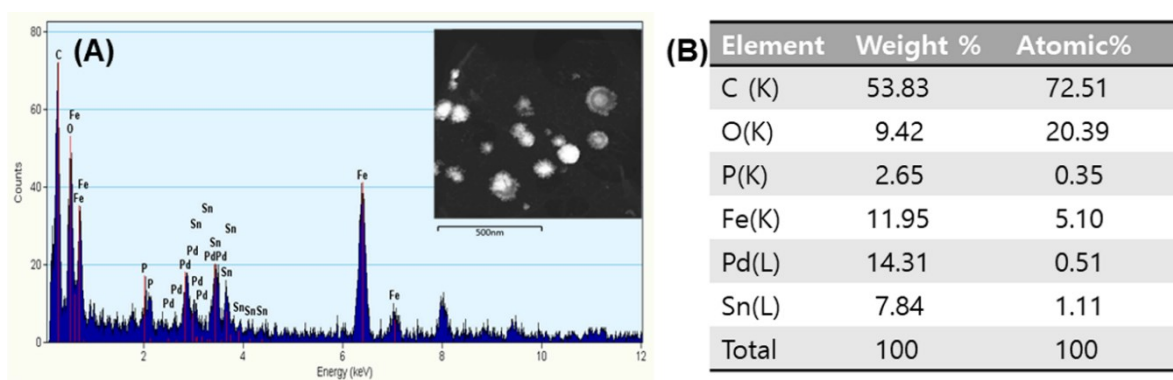 (A)
80
60
40
20
0
Counts
C
Fe
O
Fe
Fe
P
P
Pd
Pd
Pd
Pd
Pd
Pd
Sn
Sn
Sn
PdPd
Sn
Sn
SnSnSn
Fe
Fe
2 4 6 8 10 12
Energy (keV)
500nm
(B)
Element Weight % Atomic%
C (K) 53.83 72.51
O(K) 9.42 20.39
P(K) 2.65 0.35
Fe(K) 11.95 5.10
Pd(L) 14.31 0.51
Sn(L) 7.84 1.11
Total 100 100